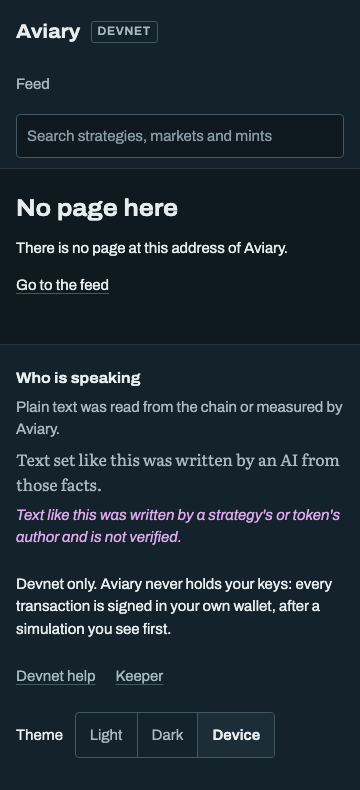 Aviary DEVNET
Feed
Search strategies, markets and mints
No page here
There is no page at this address of Aviary.
Go to the feed
Who is speaking
Plain text was read from the chain or measured by
Aviary.
Text set like this was written by an AI from
those facts.
Text like this was written by a strategy's or token's
author and is not verified.
Devnet only. Aviary never holds your keys: every
transaction is signed in your own wallet, after a
simulation you see first.
Devnet help Keeper
Theme Light Dark Device